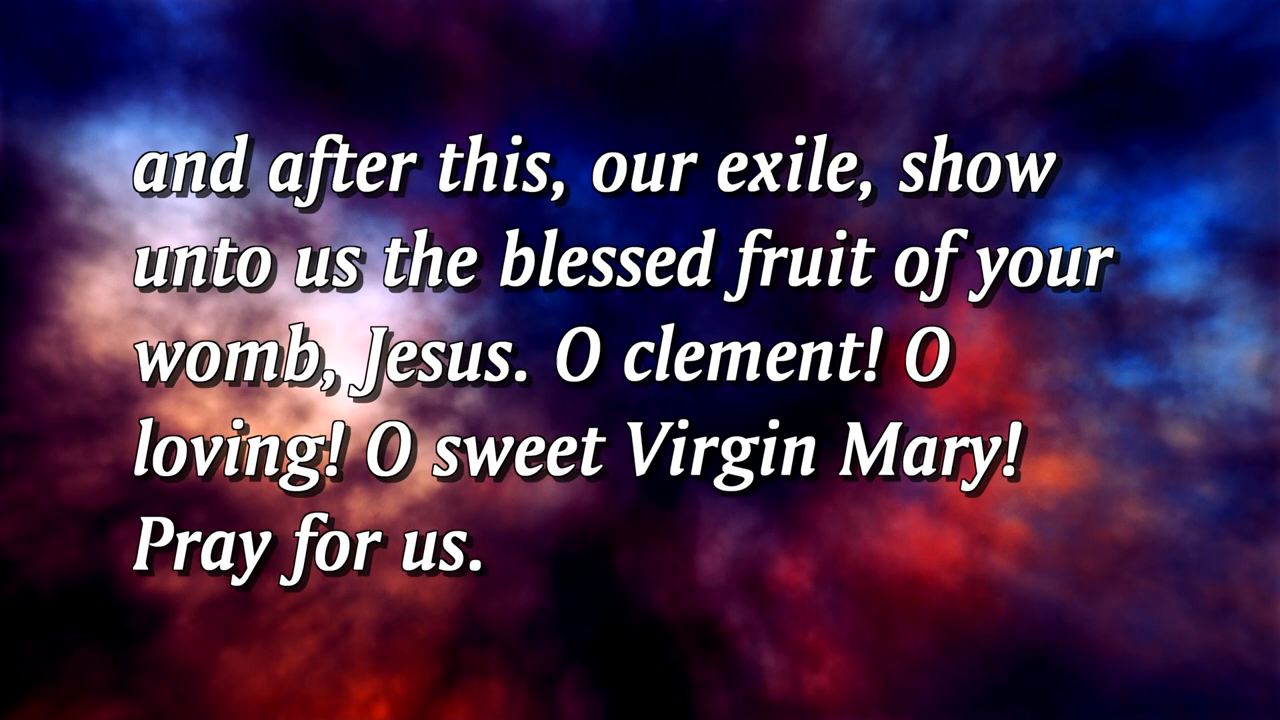 and after this, our exile, show
unto us the blessed fruit of your
womb, Jesus. O clement! O
loving! O sweet Virgin Mary!
Pray for us.